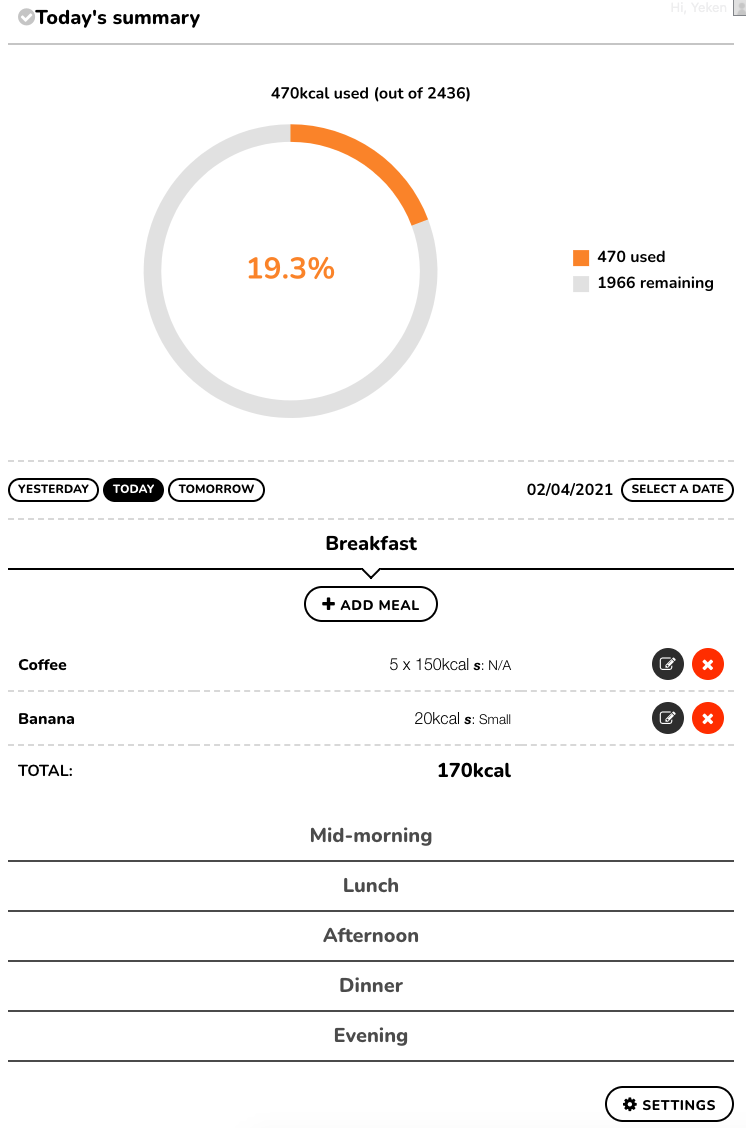 Hi, Yeken
Today's summary
470kcal used (out of 2436)
19.3%
470 used
1966 remaining
YESTERDAY TODAY TOMORROW 02/04/2021 SELECT A DATE
Breakfast
ADD MEAL
Coffee 5 x 150kcal s: N/A
Banana 20kcal s: Small
TOTAL: 170kcal
Mid-morning
Lunch
Afternoon
Dinner
Evening
SETTINGS